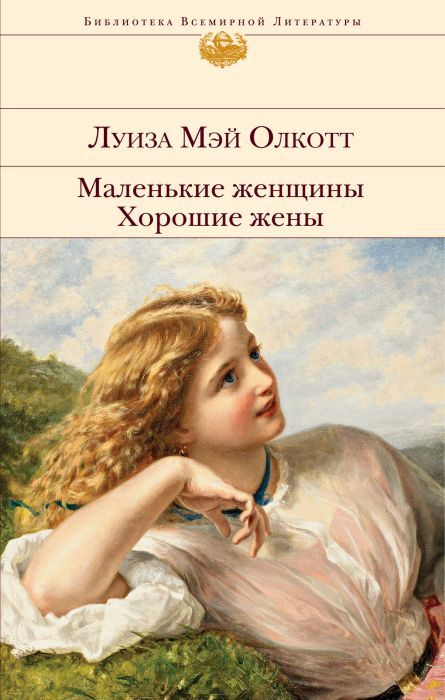 Библиотека Всемирной Литературы
Луиза Мэй Олкотт
Маленькие женщины
Хорошие жены